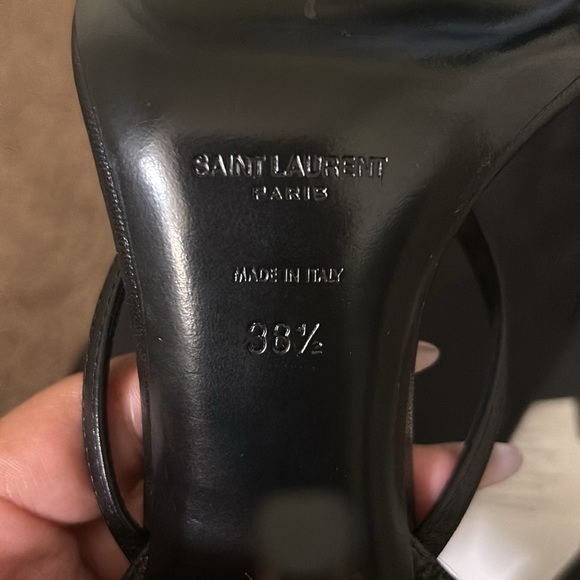 SAINT LAURENT
PARIS
MADE IN ITALY
38½